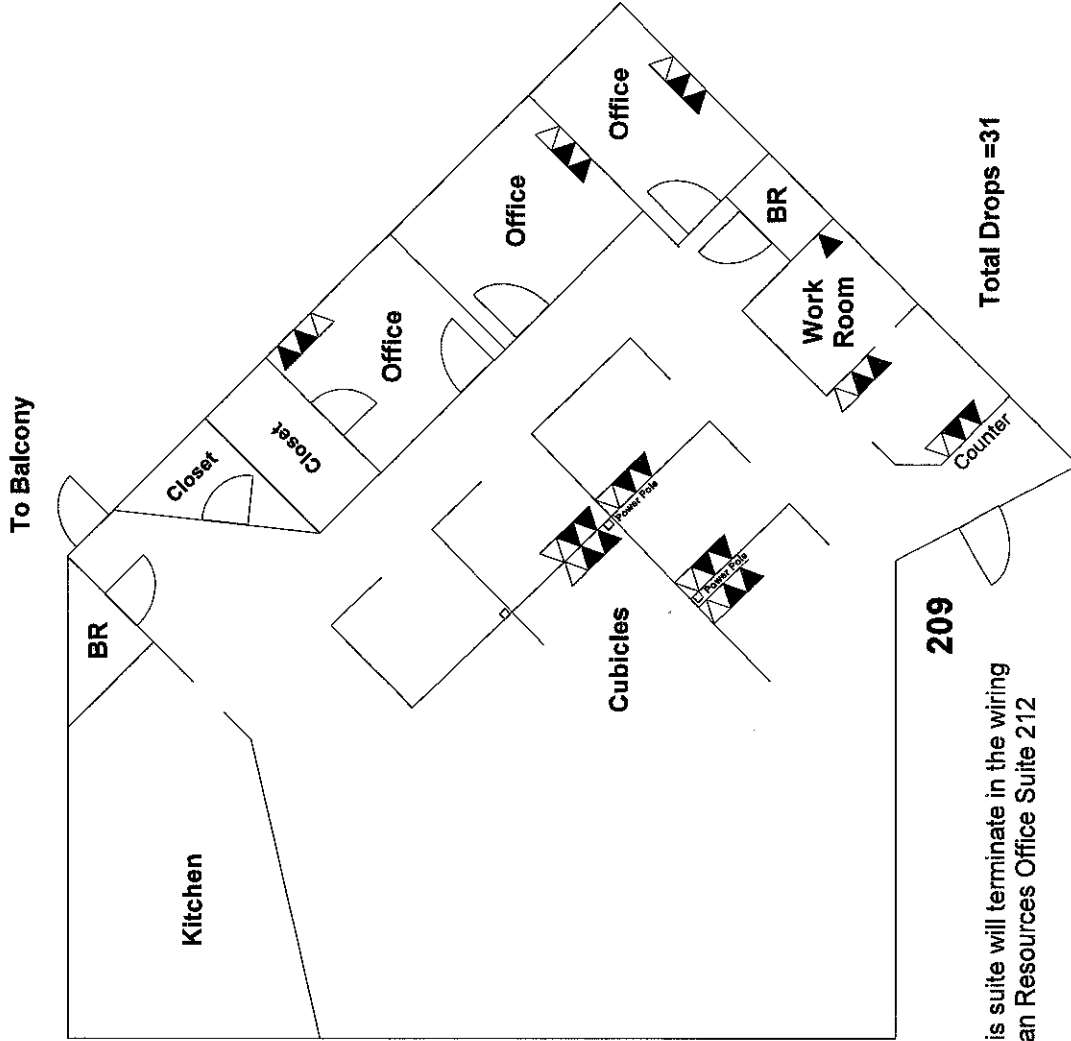 To Balcony
BR
Closet
Closet
Kitchen
Office
Office
Office
BR
Work
Room
Power Pole
Power Pole
Cubicles
Counter
209
Total Drops =31
is suite will terminate in the wiring
an Resources Office Suite 212